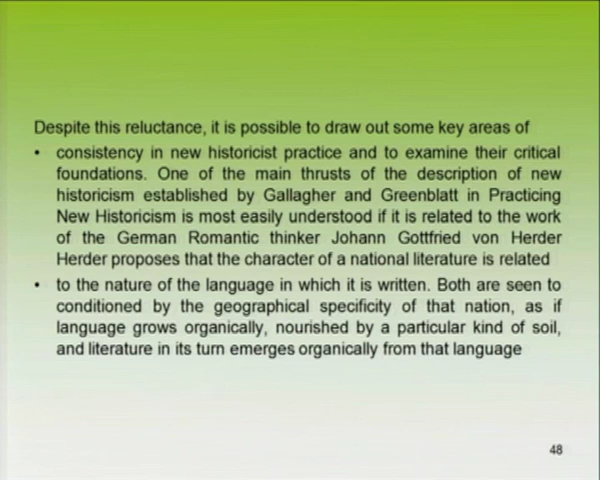 Despite this reluctance, it is possible to draw out some key areas of
• consistency in new historicist practice and to examine their critical
foundations. One of the main thrusts of the description of new
historicism established by Gallagher and Greenblatt in Practicing
New Historicism is most easily understood if it is related to the work
of the German Romantic thinker Johann Gottfried von Herder
Herder proposes that the character of a national literature is related
• to the nature of the language in which it is written. Both are seen to
conditioned by the geographical specificity of that nation, as if
language grows organically, nourished by a particular kind of soil,
and literature in its turn emerges organically from that language
48